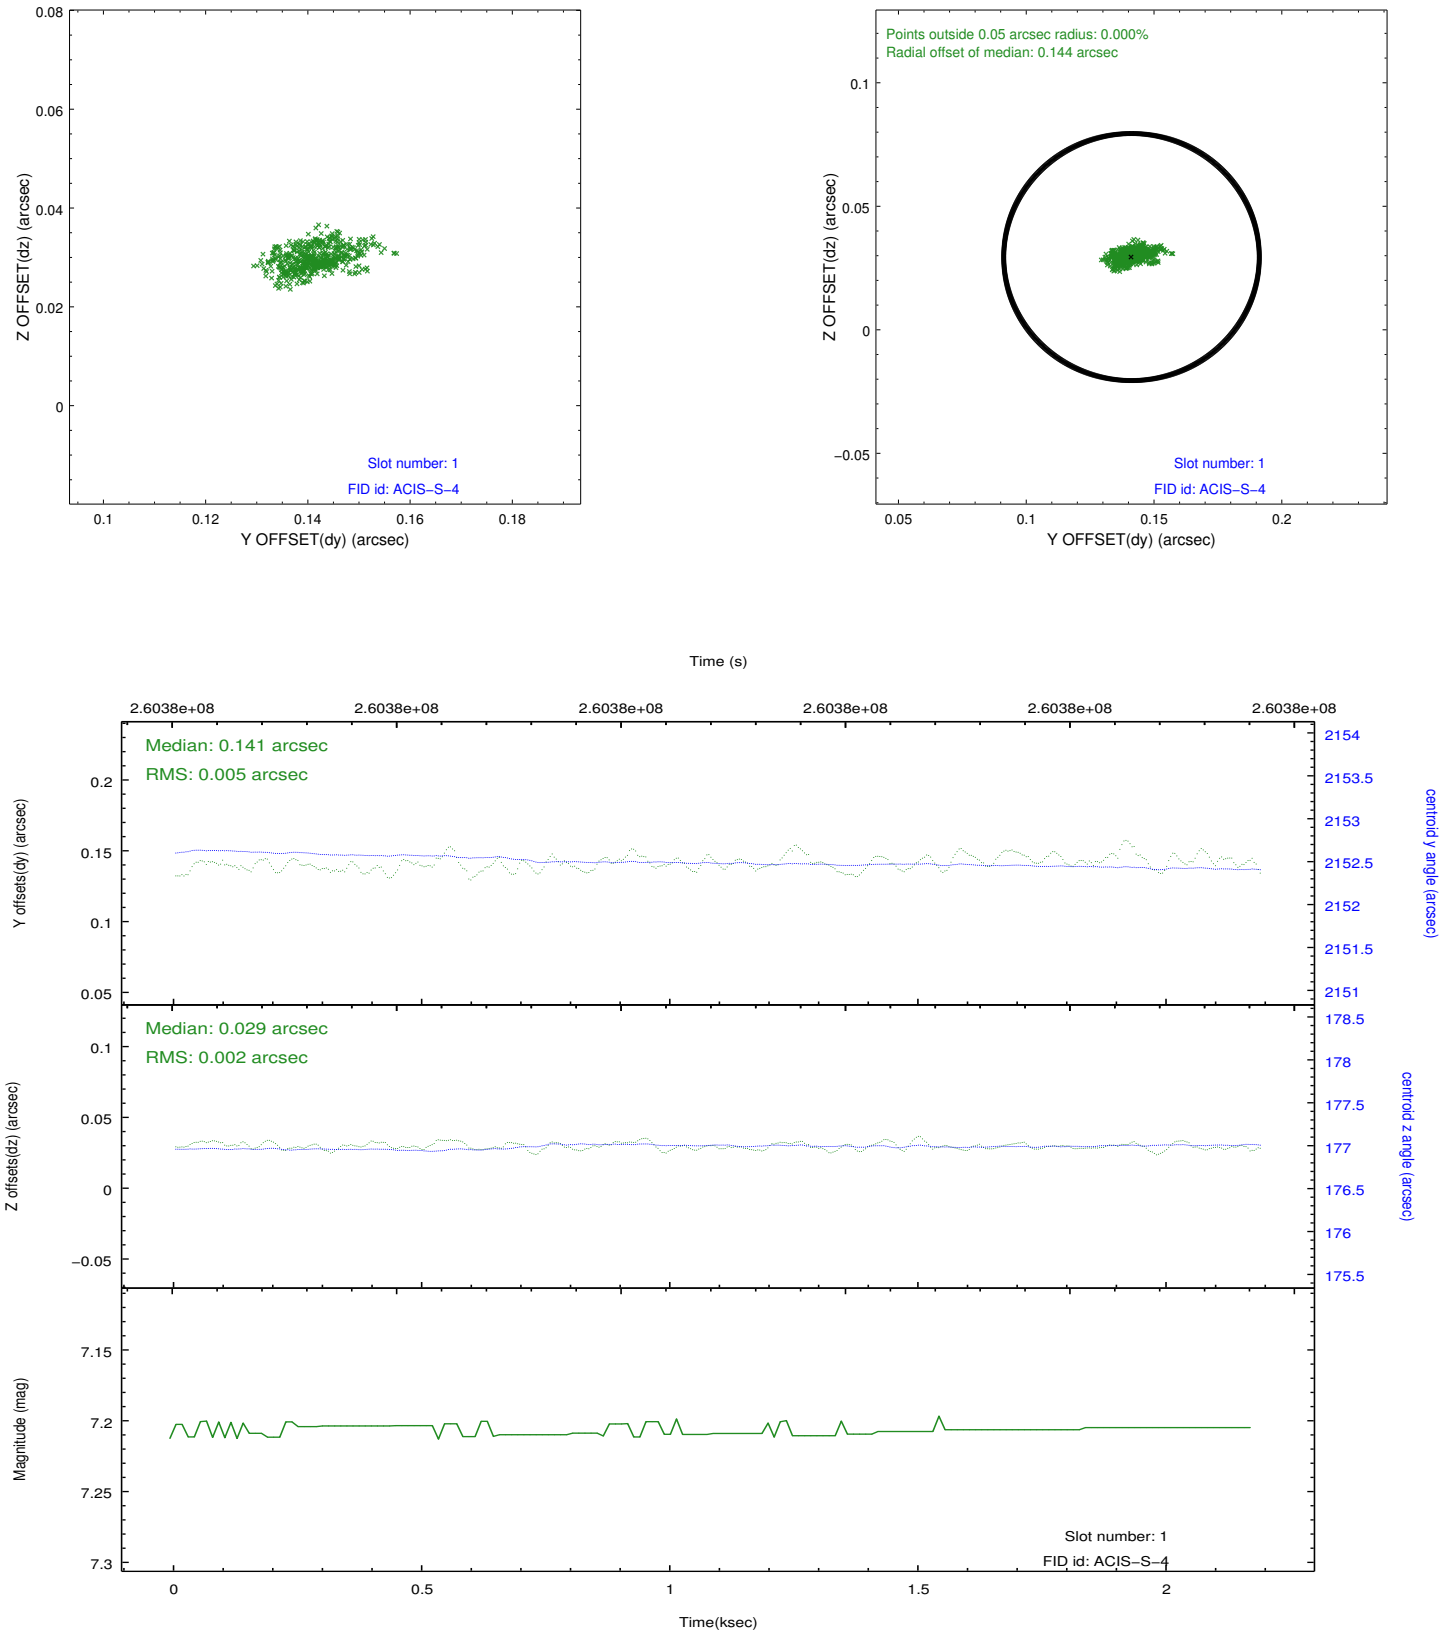 0.08
0.06
0.04
0.02
0
Z OFFSET(dz) (arcsec)
Slot number: 1
FID id: ACIS−S−4
0.1 0.12 0.14 0.16 0.18
Y OFFSET(dy) (arcsec)
Points outside 0.05 arcsec radius: 0.000%
Radial offset of median: 0.144 arcsec
0.1
0.05
0
−0.05
Z OFFSET(dz) (arcsec)
Slot number: 1
FID id: ACIS−S−4
0.05 0.1 0.15 0.2
Y OFFSET(dy) (arcsec)
Time (s)
2.6038e+08 2.6038e+08 2.6038e+08 2.6038e+08 2.6038e+08 2.6038e+08
Median: 0.141 arcsec
RMS: 0.005 arcsec
0.2
0.15
0.1
0.05
Y offsets(dy) (arcsec)
2154
2153.5
2153
2152.5
2152
2151.5
2151
centroid y angle (arcsec)
Median: 0.029 arcsec
RMS: 0.002 arcsec
0.1
0.05
0
−0.05
Z offsets(dz) (arcsec)
178.5
178
177.5
177
176.5
176
175.5
centroid z angle (arcsec)
7.15
7.2
7.25
7.3
Magnitude (mag)
Slot number: 1
FID id: ACIS−S−4
0 0.5 1 1.5 2
Time(ksec)